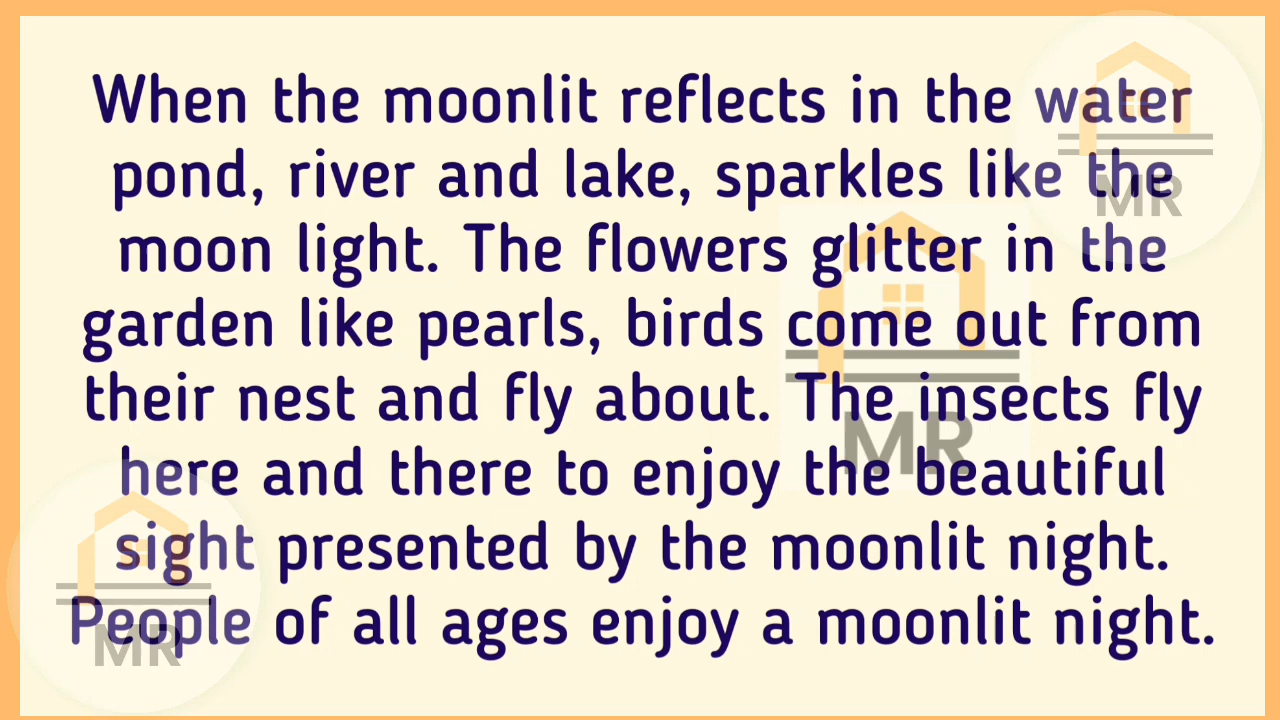 When the moonlit reflects in the water
pond, river and lake, sparkles like the
moon light. The flowers glitter in the
garden like pearls, birds come out from
their nest and fly about. The insects fly
here and there to enjoy the beautiful
sight presented by the moonlit night.
People of all ages enjoy a moonlit night.
MR
MR
MR